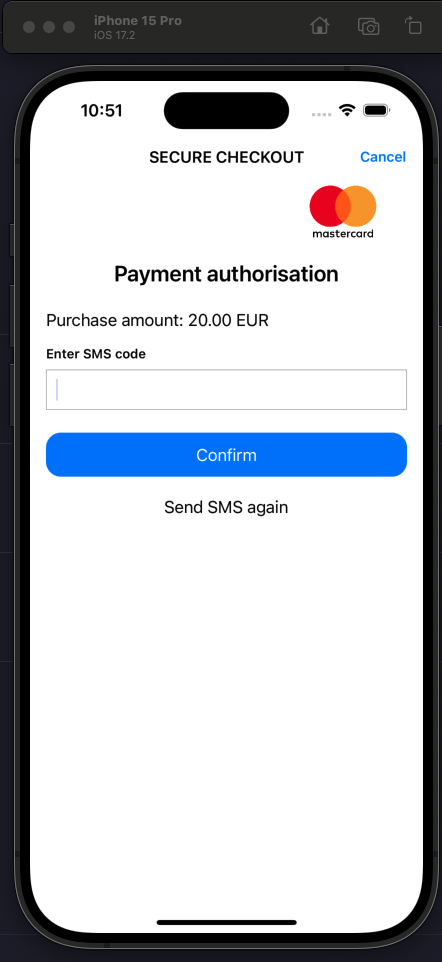 iPhone 15 Pro
iOS 17.2
10:51
SECURE CHECKOUT Cancel
mastercard
Payment authorisation
Purchase amount: 20.00 EUR
Enter SMS code
Confirm
Send SMS again